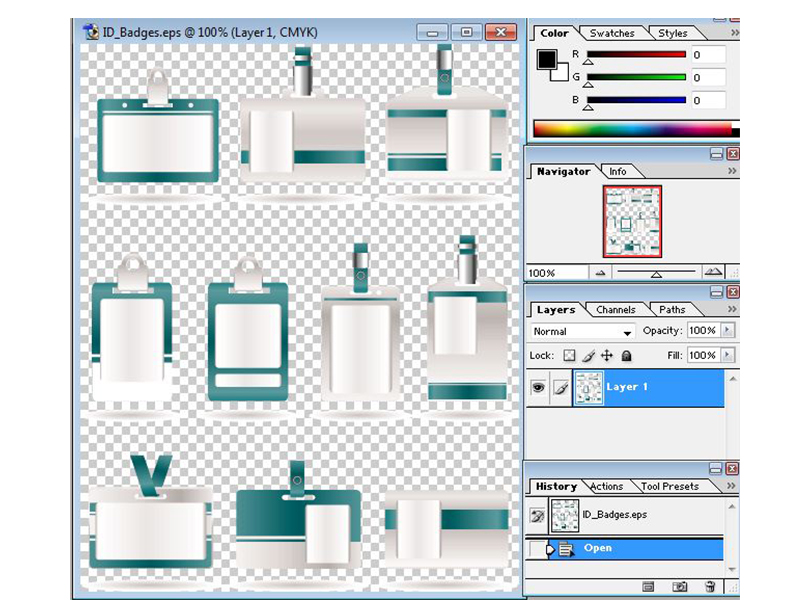 ID_Badges.eps @ 100% (Layer 1, CMYK)
Color Swatches Styles
R 0
G 0
B 0
Navigator Info
100%
Layers Channels Paths
Normal Opacity: 100%
Lock: Fill: 100%
Layer 1
History Actions Tool Presets
ID_Badges.eps
Open